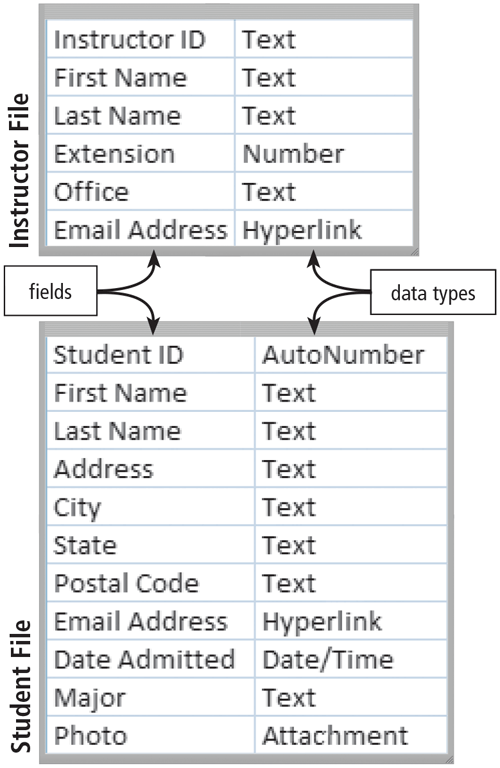 Instructor File
Instructor ID Text
First Name Text
Last Name Text
Extension Number
Office Text
Email Address Hyperlink
fields
data types
Student File
Student ID AutoNumber
First Name Text
Last Name Text
Address Text
City Text
State Text
Postal Code Text
Email Address Hyperlink
Date Admitted Date/Time
Major Text
Photo Attachment